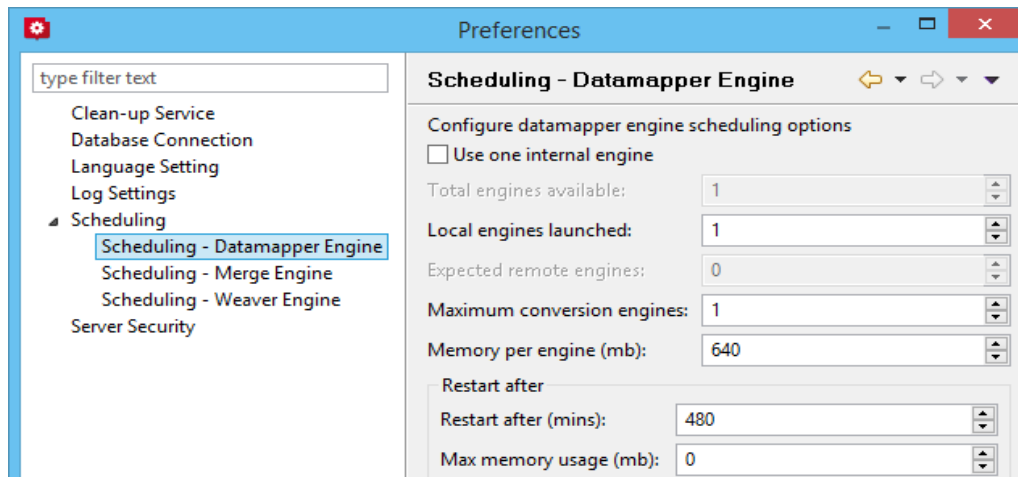 Preferences
type filter text
Clean-up Service
Database Connection
Language Setting
Log Settings
Scheduling
Scheduling - Datamapper Engine
Scheduling - Merge Engine
Scheduling - Weaver Engine
Server Security
Scheduling - Datamapper Engine
Configure datamapper engine scheduling options
Use one internal engine
Total engines available: 1
Local engines launched: 1
Expected remote engines: 0
Maximum conversion engines: 1
Memory per engine (mb): 640
Restart after
Restart after (mins): 480
Max memory usage (mb): 0